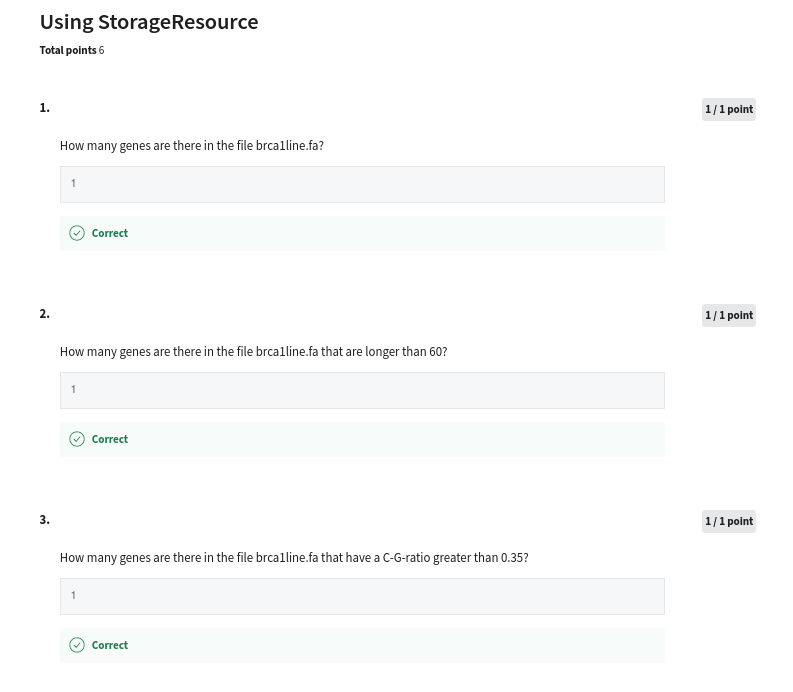 Using StorageResource
Total points 6
1.
1 / 1 point
How many genes are there in the file brca1line.fa?
1
Correct
2.
1 / 1 point
How many genes are there in the file brca1line.fa that are longer than 60?
1
Correct
3.
1 / 1 point
How many genes are there in the file brca1line.fa that have a C-G-ratio greater than 0.35?
1
Correct